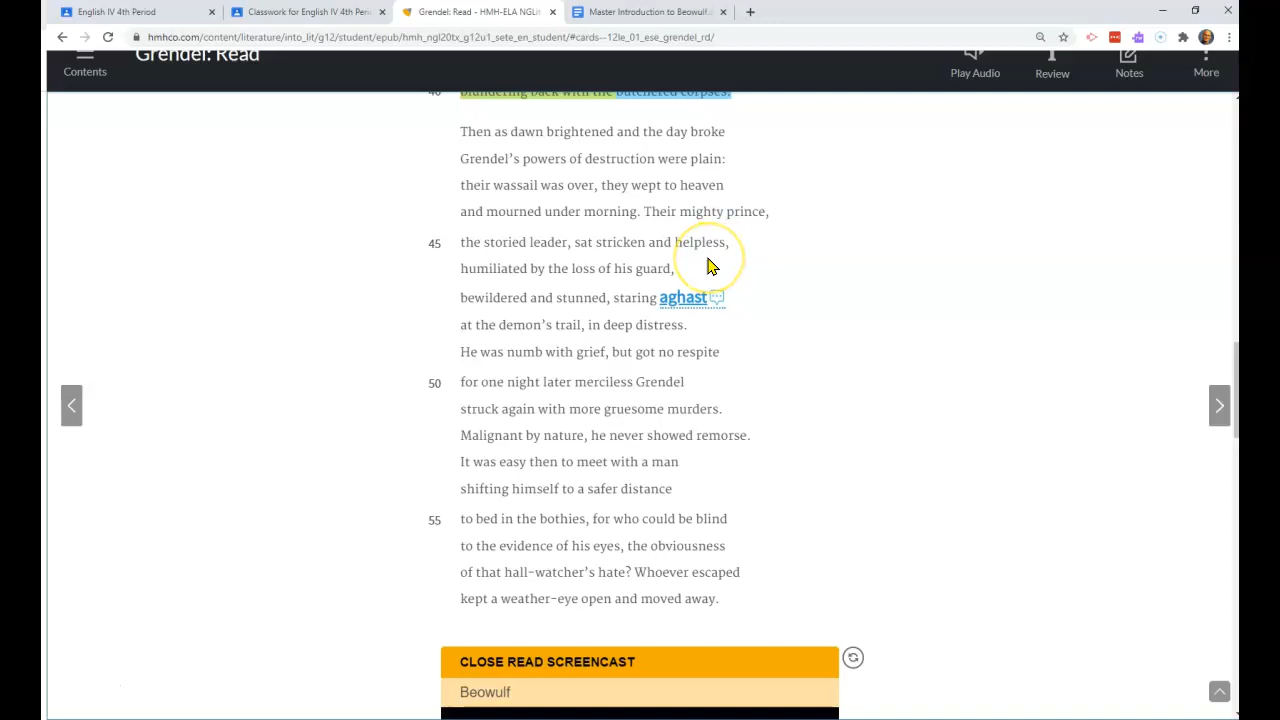 English IV 4th Period
Classwork for English IV 4th Peri
Grendel: Read - HMH-ELA NGLin
Master Introduction to Beowulf.
hmhco.com/content/literature/into_lit/g12/student/epub/hmh_ngl20tx_g12u1_sete_en_student/#cards--12le_01_ese_grendel_rd/
Contents
Grendel: Read
Play Audio
Review
Notes
More
40 blundering back with the butchered corpses.
Then as dawn brightened and the day broke
Grendel’s powers of destruction were plain:
their wassail was over, they wept to heaven
and mourned under morning. Their mighty prince,
45 the storied leader, sat stricken and helpless,
humiliated by the loss of his guard,
bewildered and stunned, staring aghast
at the demon’s trail, in deep distress.
He was numb with grief, but got no respite
50 for one night later merciless Grendel
struck again with more gruesome murders.
Malignant by nature, he never showed remorse.
It was easy then to meet with a man
shifting himself to a safer distance
55 to bed in the bothies, for who could be blind
to the evidence of his eyes, the obviousness
of that hall-watcher’s hate? Whoever escaped
kept a weather-eye open and moved away.
CLOSE READ SCREENCAST
Beowulf